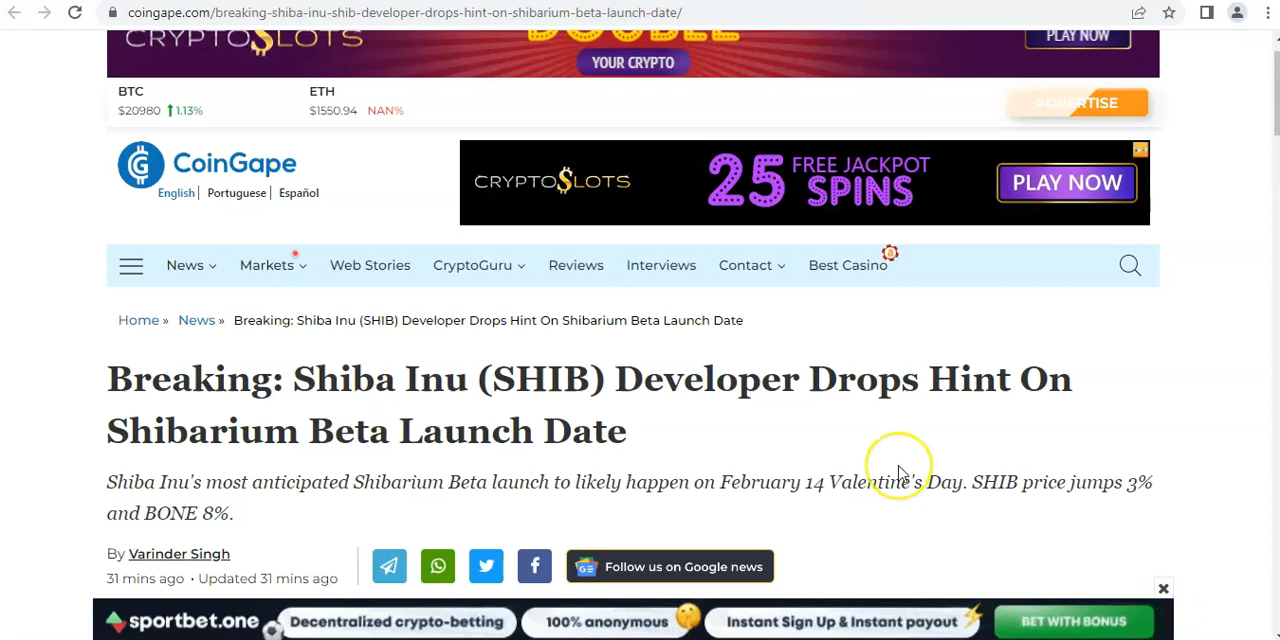 coingape.com/breaking-shiba-inu-shib-developer-drops-hint-on-shibarium-beta-launch-date/
CRYPTO$LOTS
DOUBLE
YOUR CRYPTO
PLAY NOW
BTC
ETH
$20980 1.13%
$1550.94 NAN%
ADVERTISE
CoinGape
English | Portuguese | Español
CRYPTO$LOTS
25 FREE JACKPOT SPINS
PLAY NOW
News Markets Web Stories CryptoGuru Reviews Interviews Contact Best Casino
Home » News » Breaking: Shiba Inu (SHIB) Developer Drops Hint On Shibarium Beta Launch Date
Breaking: Shiba Inu (SHIB) Developer Drops Hint On
Shibarium Beta Launch Date
Shiba Inu's most anticipated Shibarium Beta launch to likely happen on February 14 Valentine's Day. SHIB price jumps 3%
and BONE 8%.
By Varinder Singh
31 mins ago • Updated 31 mins ago
Follow us on Google news
sportbet.one Decentralized crypto-betting 100% anonymous Instant Sign Up & Instant payout BET WITH BONUS